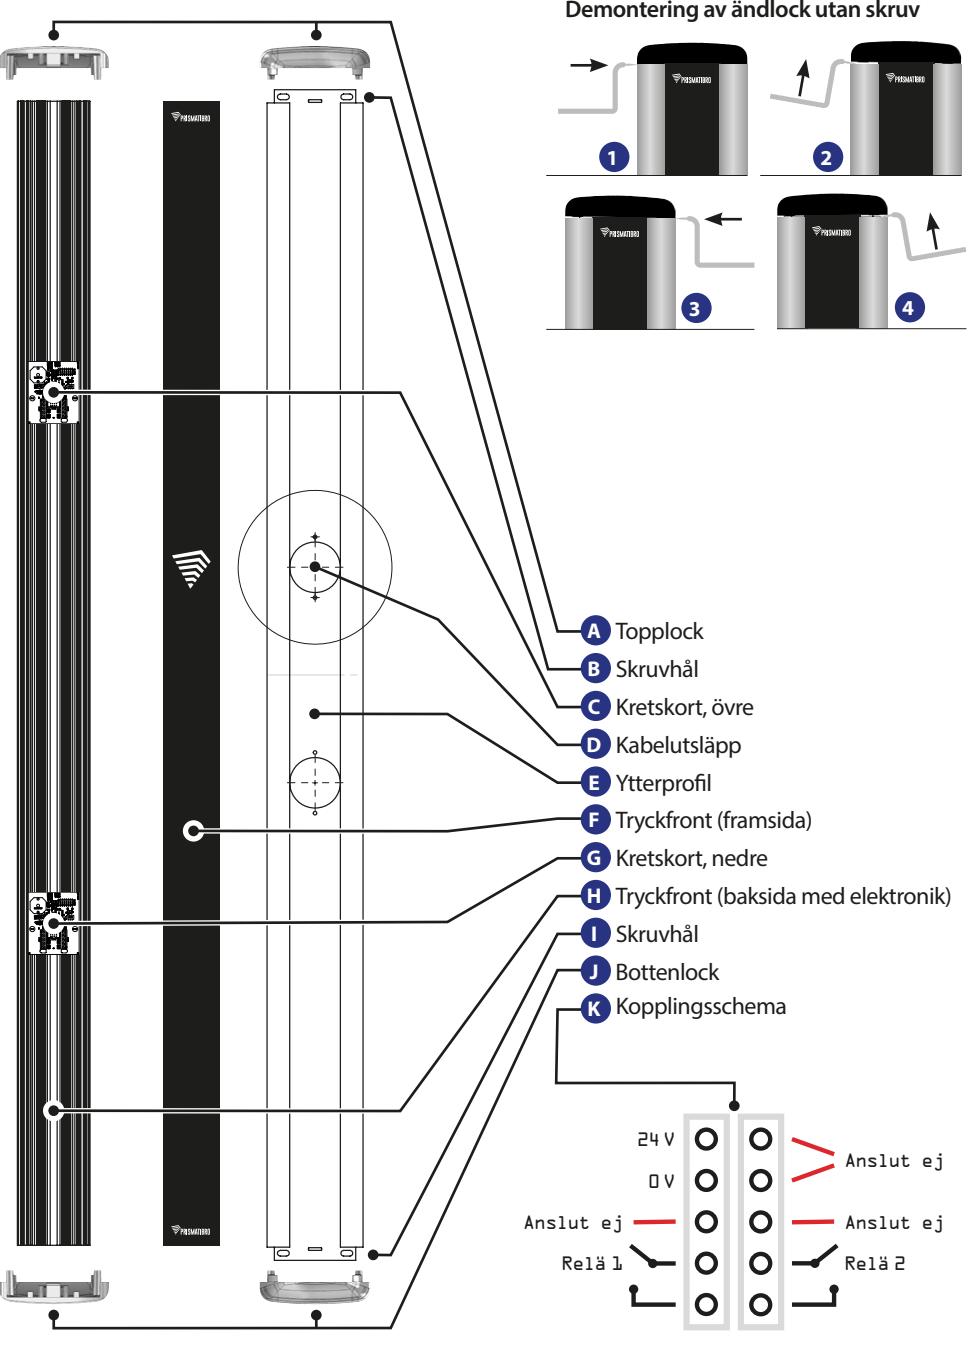 Demontering av ändlock utan skruv
PRISMATIBRO
PRISMATIBRO
PRISMATIBRO
1
2
PRISMATIBRO
PRISMATIBRO
3
4
A Topplock
B Skruvhål
C Kretskort, övre
D Kabelutsläpp
E Ytterprofil
F Tryckfront (framsida)
G Kretskort, nedre
H Tryckfront (baksida med elektronik)
I Skruvhål
J Bottenlock
K Kopplingsschema
24 V
Anslut ej
0 V
Anslut ej
Anslut ej
Relä 1
Relä 2
PRISMATIBRO